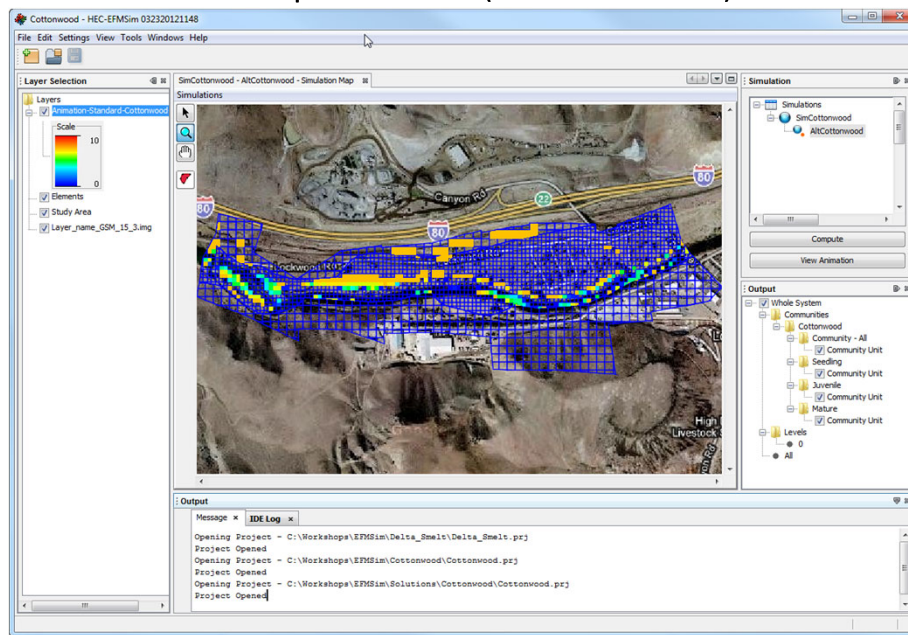 Cottonwood - HEC-EFMSim 032320121148
File Edit Settings View Tools Windows Help
Layer Selection
Layers
Animation-Standard-Cottonwood
Scale
10
0
Elements
Study Area
Layer_name_GSM_15_3.img
SimCottonwood - AltCottonwood - Simulation Map
Simulations
Canyon Rd
80
22
80
80
Lockwood
High
Livestock
Simulation
Simulations
SimCottonwood
AltCottonwood
Compute
View Animation
Output
Whole System
Communities
Cottonwood
Community - All
Community Unit
Seedling
Community Unit
Juvenile
Community Unit
Mature
Community Unit
Levels
0
All
Output
Message IDE Log
Opening Project - C:\Workshops\EFMSim\Delta_Smelt\Delta_Smelt.prj
Project Opened
Opening Project - C:\Workshops\EFMSim\Cottonwood\Cottonwood.prj
Project Opened
Opening Project - C:\Workshops\EFMSim\Solutions\Cottonwood\Cottonwood.prj
Project Opened